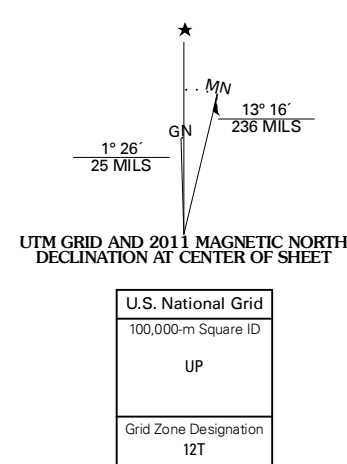 ★
MN
GN
13° 16´
236 MILS
1° 26´
25 MILS
UTM GRID AND 2011 MAGNETIC NORTH
DECLINATION AT CENTER OF SHEET
U.S. National Grid
100,000-m Square ID
UP
Grid Zone Designation
12T